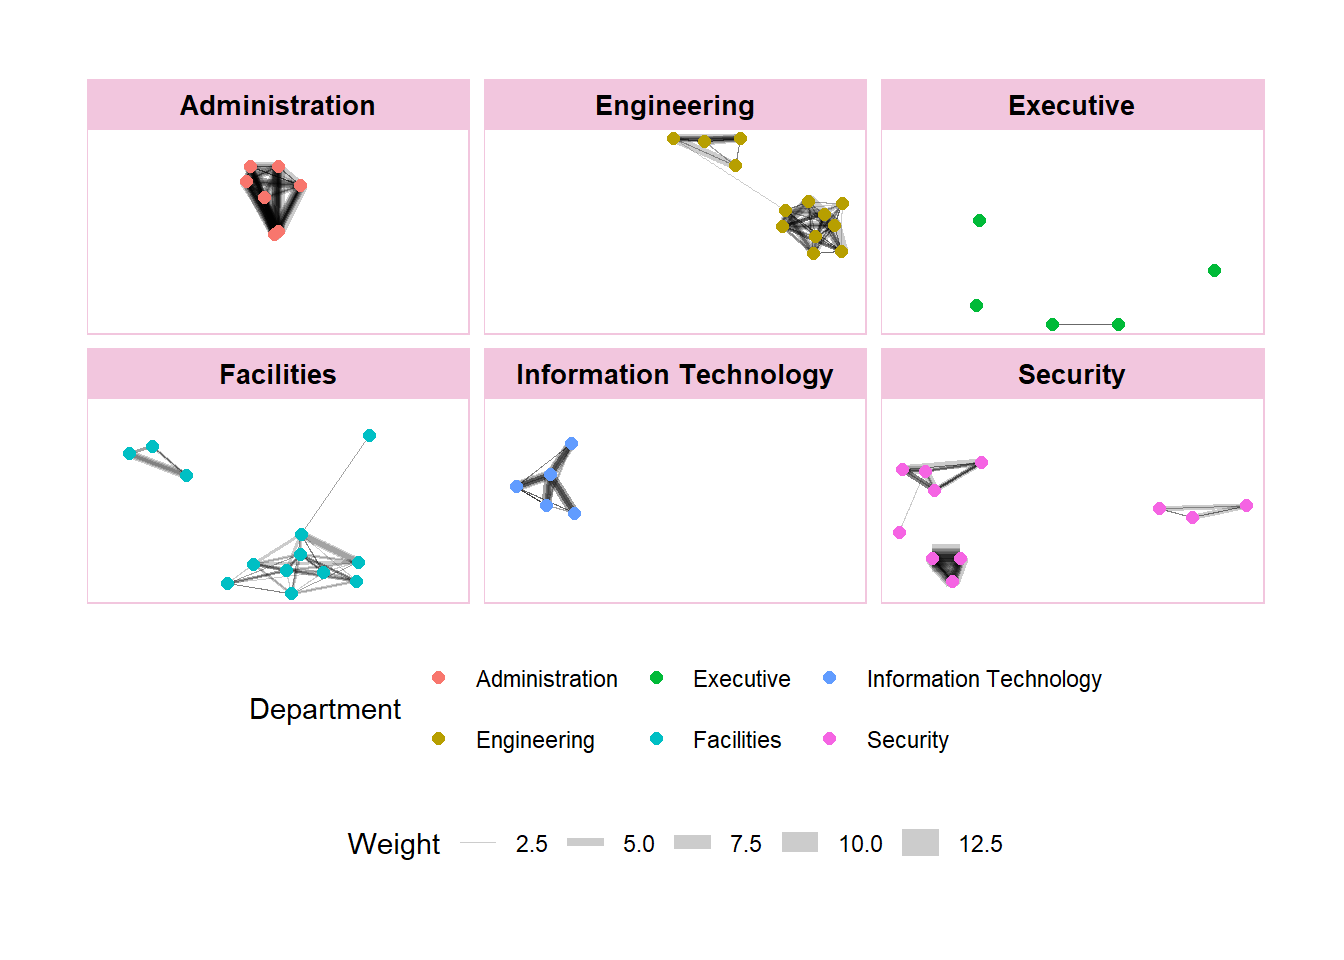 Administration
Engineering
Executive
Facilities
Information Technology
Security
Department
Administration
Executive
Information Technology
Engineering
Facilities
Security
Weight 2.5 5.0 7.5 10.0 12.5